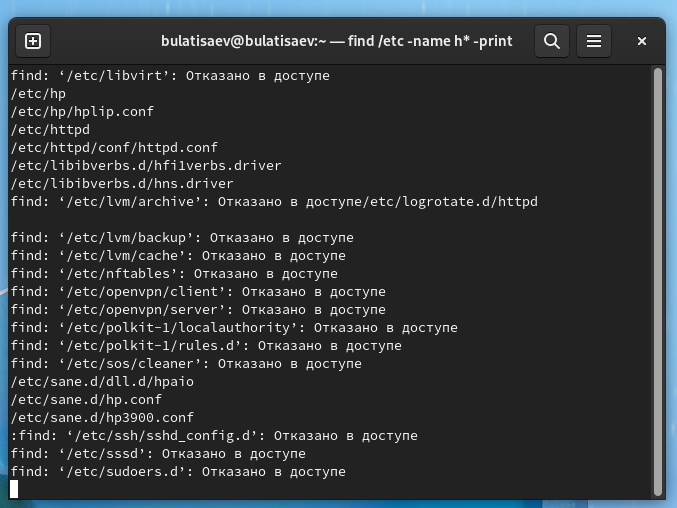 bulatisaev@bulatisaev:~ — find /etc -name h* -print
find: ‘/etc/libvirt’: Отказано в доступе
/etc/hp
/etc/hp/hplip.conf
/etc/httpd
/etc/httpd/conf/httpd.conf
/etc/libibverbs.d/hfi1verbs.driver
/etc/libibverbs.d/hns.driver
find: ‘/etc/lvm/archive’: Отказано в доступе/etc/logrotate.d/httpd
find: ‘/etc/lvm/backup’: Отказано в доступе
find: ‘/etc/lvm/cache’: Отказано в доступе
find: ‘/etc/nftables’: Отказано в доступе
find: ‘/etc/openvpn/client’: Отказано в доступе
find: ‘/etc/openvpn/server’: Отказано в доступе
find: ‘/etc/polkit-1/localauthority’: Отказано в доступе
find: ‘/etc/polkit-1/rules.d’: Отказано в доступе
find: ‘/etc/sos/cleaner’: Отказано в доступе
/etc/sane.d/dll.d/hpaio
/etc/sane.d/hp.conf
/etc/sane.d/hp3900.conf
:find: ‘/etc/ssh/sshd_config.d’: Отказано в доступе
find: ‘/etc/sssd’: Отказано в доступе
find: ‘/etc/sudoers.d’: Отказано в доступе